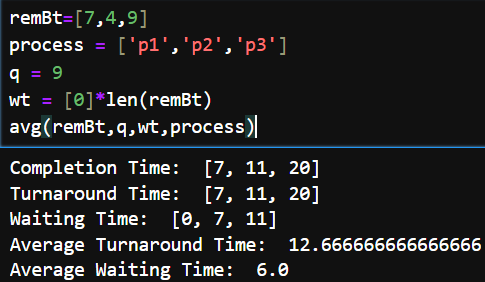 remBt=[7,4,9]
process = ['p1','p2','p3']
q = 9
wt = [0]*len(remBt)
avg(remBt,q,wt,process)
Completion Time:  [7, 11, 20]
Turnaround Time:  [7, 11, 20]
Waiting Time:  [0, 7, 11]
Average Turnaround Time:  12.666666666666666
Average Waiting Time:  6.0